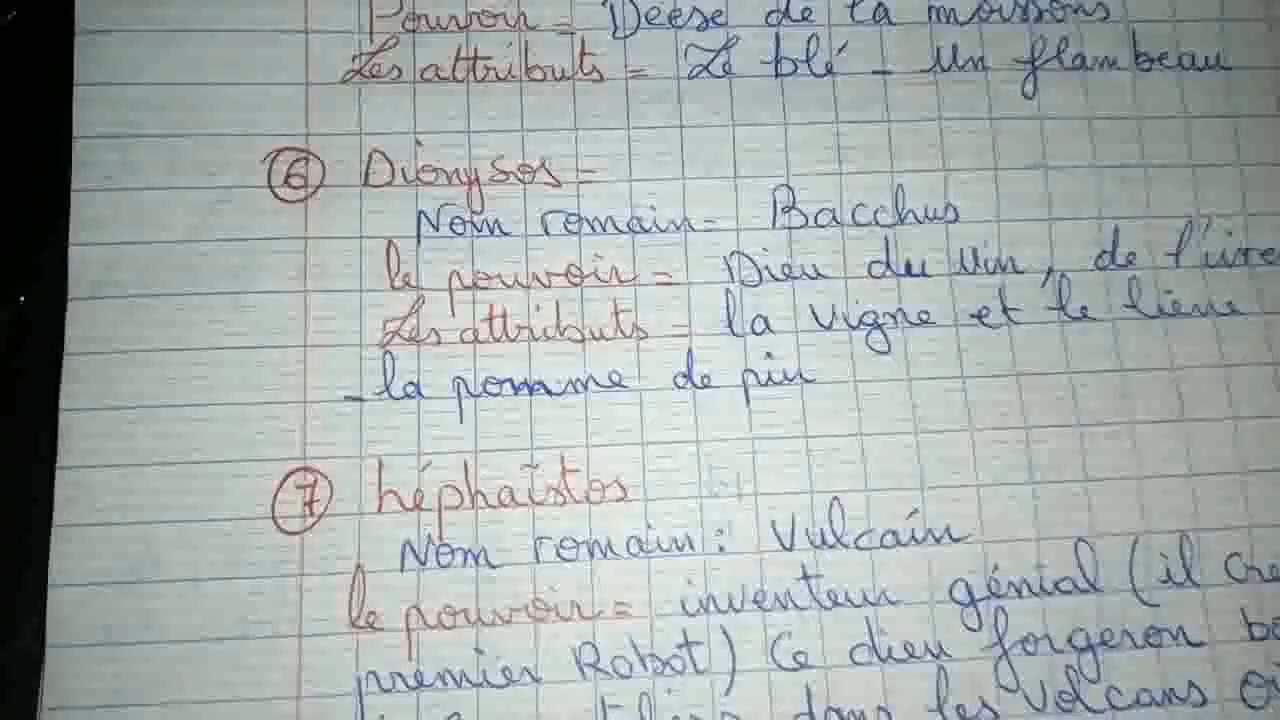 Pouvoir = Déese de la moissons
Les attributs = Le blé - Un flambeau
6 Dionysos =
Nom romain = Bacchus
le pouvoir = Dieu du vin, de l'ivre
Les attributs = la vigne et le lierre
- la pomme de pin
7 héphaïstos
Nom romain : Vulcain
le pouvoir = inventeur génial (il cre
premier Robot) Ce dieu forgeron
dans les volcans